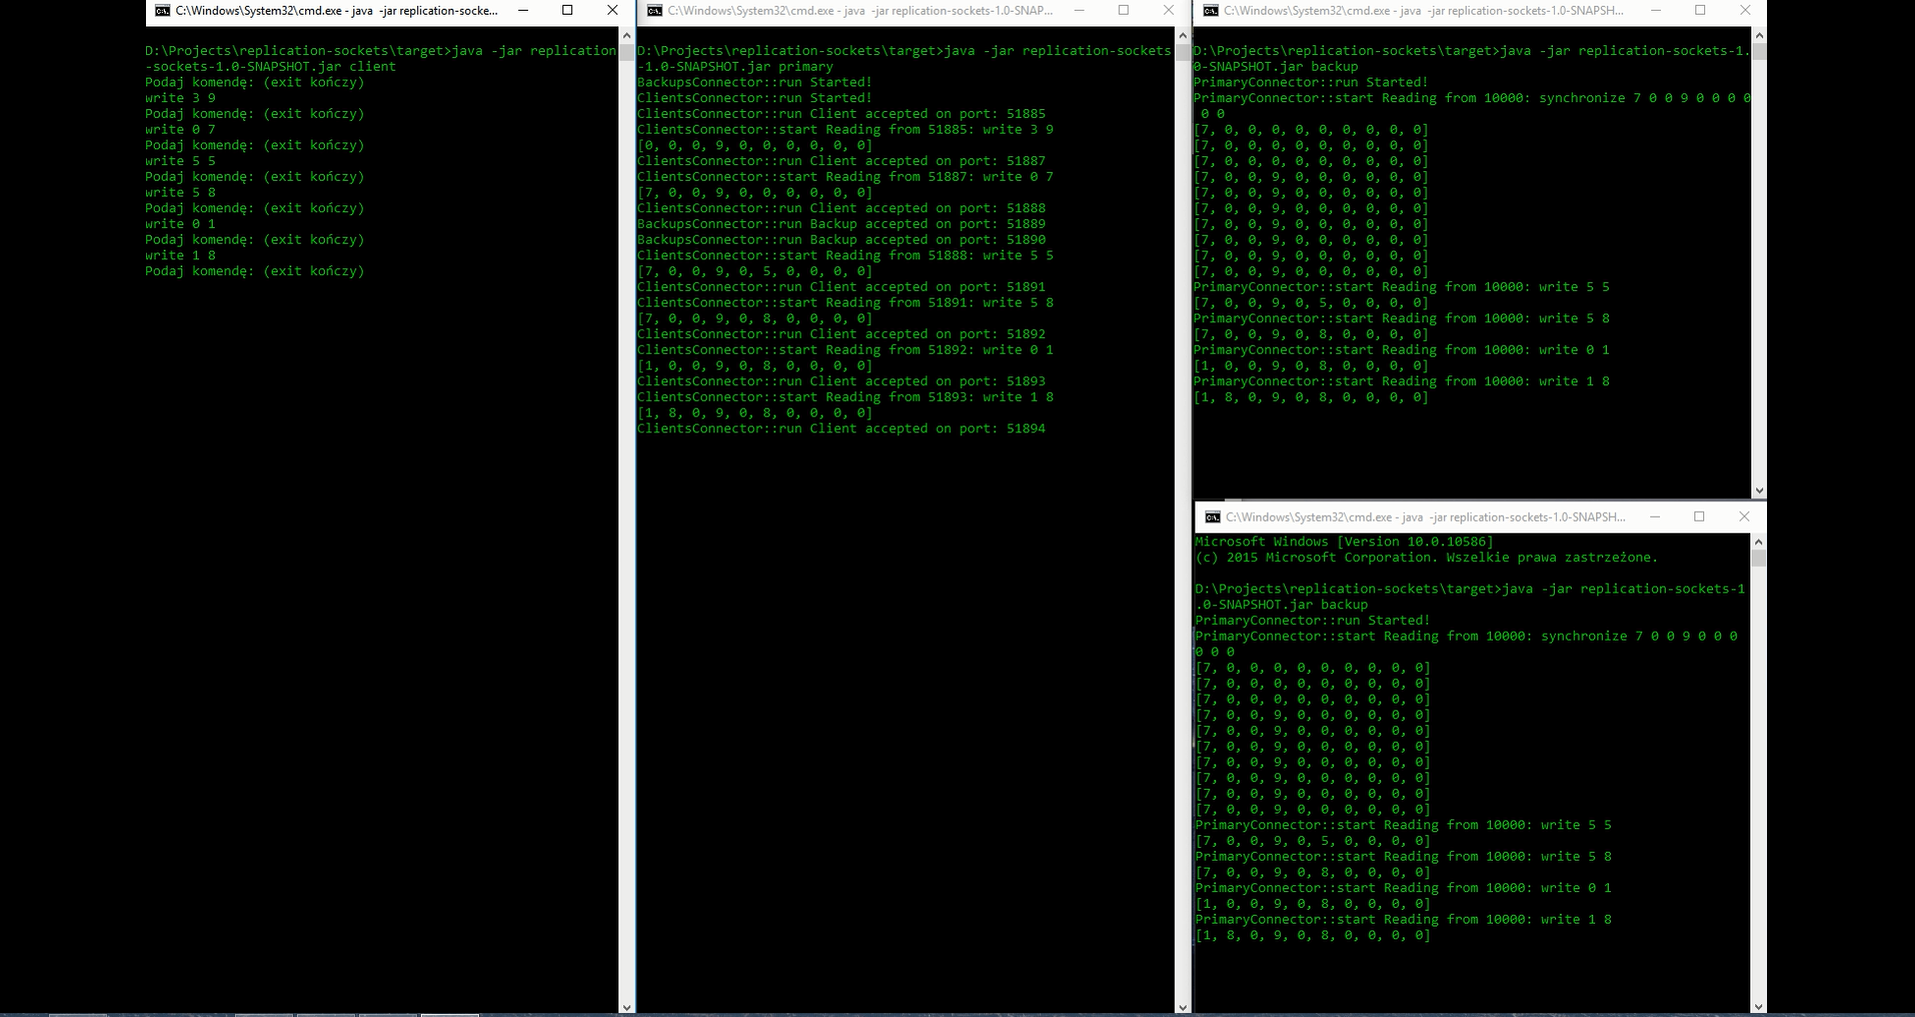 C:\Windows\System32\cmd.exe - java  -jar replication-socke...
D:\Projects\replication-sockets\target>java -jar replication
-sockets-1.0-SNAPSHOT.jar client
Podaj komendę: (exit kończy)
write 3 9
Podaj komendę: (exit kończy)
write 0 7
Podaj komendę: (exit kończy)
write 5 5
Podaj komendę: (exit kończy)
write 5 8
Podaj komendę: (exit kończy)
write 0 1
Podaj komendę: (exit kończy)
write 1 8
Podaj komendę: (exit kończy)
C:\Windows\System32\cmd.exe - java  -jar replication-sockets-1.0-SNAP...
D:\Projects\replication-sockets\target>java -jar replication-sockets
-1.0-SNAPSHOT.jar primary
BackupsConnector::run Started!
ClientsConnector::run Started!
ClientsConnector::run Client accepted on port: 51885
ClientsConnector::start Reading from 51885: write 3 9
[0, 0, 0, 9, 0, 0, 0, 0, 0, 0]
ClientsConnector::run Client accepted on port: 51887
ClientsConnector::start Reading from 51887: write 0 7
[7, 0, 0, 9, 0, 0, 0, 0, 0, 0]
ClientsConnector::run Client accepted on port: 51888
BackupsConnector::run Backup accepted on port: 51889
BackupsConnector::run Backup accepted on port: 51890
ClientsConnector::start Reading from 51888: write 5 5
[7, 0, 0, 9, 0, 5, 0, 0, 0, 0]
ClientsConnector::run Client accepted on port: 51891
ClientsConnector::start Reading from 51891: write 5 8
[7, 0, 0, 9, 0, 8, 0, 0, 0, 0]
ClientsConnector::run Client accepted on port: 51892
ClientsConnector::start Reading from 51892: write 0 1
[1, 0, 0, 9, 0, 8, 0, 0, 0, 0]
ClientsConnector::run Client accepted on port: 51893
ClientsConnector::start Reading from 51893: write 1 8
[1, 8, 0, 9, 0, 8, 0, 0, 0, 0]
ClientsConnector::run Client accepted on port: 51894
C:\Windows\System32\cmd.exe - java  -jar replication-sockets-1.0-SNAPSH...
D:\Projects\replication-sockets\target>java -jar replication-sockets-1.
0-SNAPSHOT.jar backup
PrimaryConnector::run Started!
PrimaryConnector::start Reading from 10000: synchronize 7 0 0 9 0 0 0 0
 0 0
[7, 0, 0, 0, 0, 0, 0, 0, 0, 0]
[7, 0, 0, 0, 0, 0, 0, 0, 0, 0]
[7, 0, 0, 0, 0, 0, 0, 0, 0, 0]
[7, 0, 0, 9, 0, 0, 0, 0, 0, 0]
[7, 0, 0, 9, 0, 0, 0, 0, 0, 0]
[7, 0, 0, 9, 0, 0, 0, 0, 0, 0]
[7, 0, 0, 9, 0, 0, 0, 0, 0, 0]
[7, 0, 0, 9, 0, 0, 0, 0, 0, 0]
[7, 0, 0, 9, 0, 0, 0, 0, 0, 0]
[7, 0, 0, 9, 0, 0, 0, 0, 0, 0]
PrimaryConnector::start Reading from 10000: write 5 5
[7, 0, 0, 9, 0, 5, 0, 0, 0, 0]
PrimaryConnector::start Reading from 10000: write 5 8
[7, 0, 0, 9, 0, 8, 0, 0, 0, 0]
PrimaryConnector::start Reading from 10000: write 0 1
[1, 0, 0, 9, 0, 8, 0, 0, 0, 0]
PrimaryConnector::start Reading from 10000: write 1 8
[1, 8, 0, 9, 0, 8, 0, 0, 0, 0]
C:\Windows\System32\cmd.exe - java  -jar replication-sockets-1.0-SNAPSH...
Microsoft Windows [Version 10.0.10586]
(c) 2015 Microsoft Corporation. Wszelkie prawa zastrzeżone.
D:\Projects\replication-sockets\target>java -jar replication-sockets-1
.0-SNAPSHOT.jar backup
PrimaryConnector::run Started!
PrimaryConnector::start Reading from 10000: synchronize 7 0 0 9 0 0 0
0 0 0
[7, 0, 0, 0, 0, 0, 0, 0, 0, 0]
[7, 0, 0, 0, 0, 0, 0, 0, 0, 0]
[7, 0, 0, 0, 0, 0, 0, 0, 0, 0]
[7, 0, 0, 9, 0, 0, 0, 0, 0, 0]
[7, 0, 0, 9, 0, 0, 0, 0, 0, 0]
[7, 0, 0, 9, 0, 0, 0, 0, 0, 0]
[7, 0, 0, 9, 0, 0, 0, 0, 0, 0]
[7, 0, 0, 9, 0, 0, 0, 0, 0, 0]
[7, 0, 0, 9, 0, 0, 0, 0, 0, 0]
[7, 0, 0, 9, 0, 0, 0, 0, 0, 0]
PrimaryConnector::start Reading from 10000: write 5 5
[7, 0, 0, 9, 0, 5, 0, 0, 0, 0]
PrimaryConnector::start Reading from 10000: write 5 8
[7, 0, 0, 9, 0, 8, 0, 0, 0, 0]
PrimaryConnector::start Reading from 10000: write 0 1
[1, 0, 0, 9, 0, 8, 0, 0, 0, 0]
PrimaryConnector::start Reading from 10000: write 1 8
[1, 8, 0, 9, 0, 8, 0, 0, 0, 0]